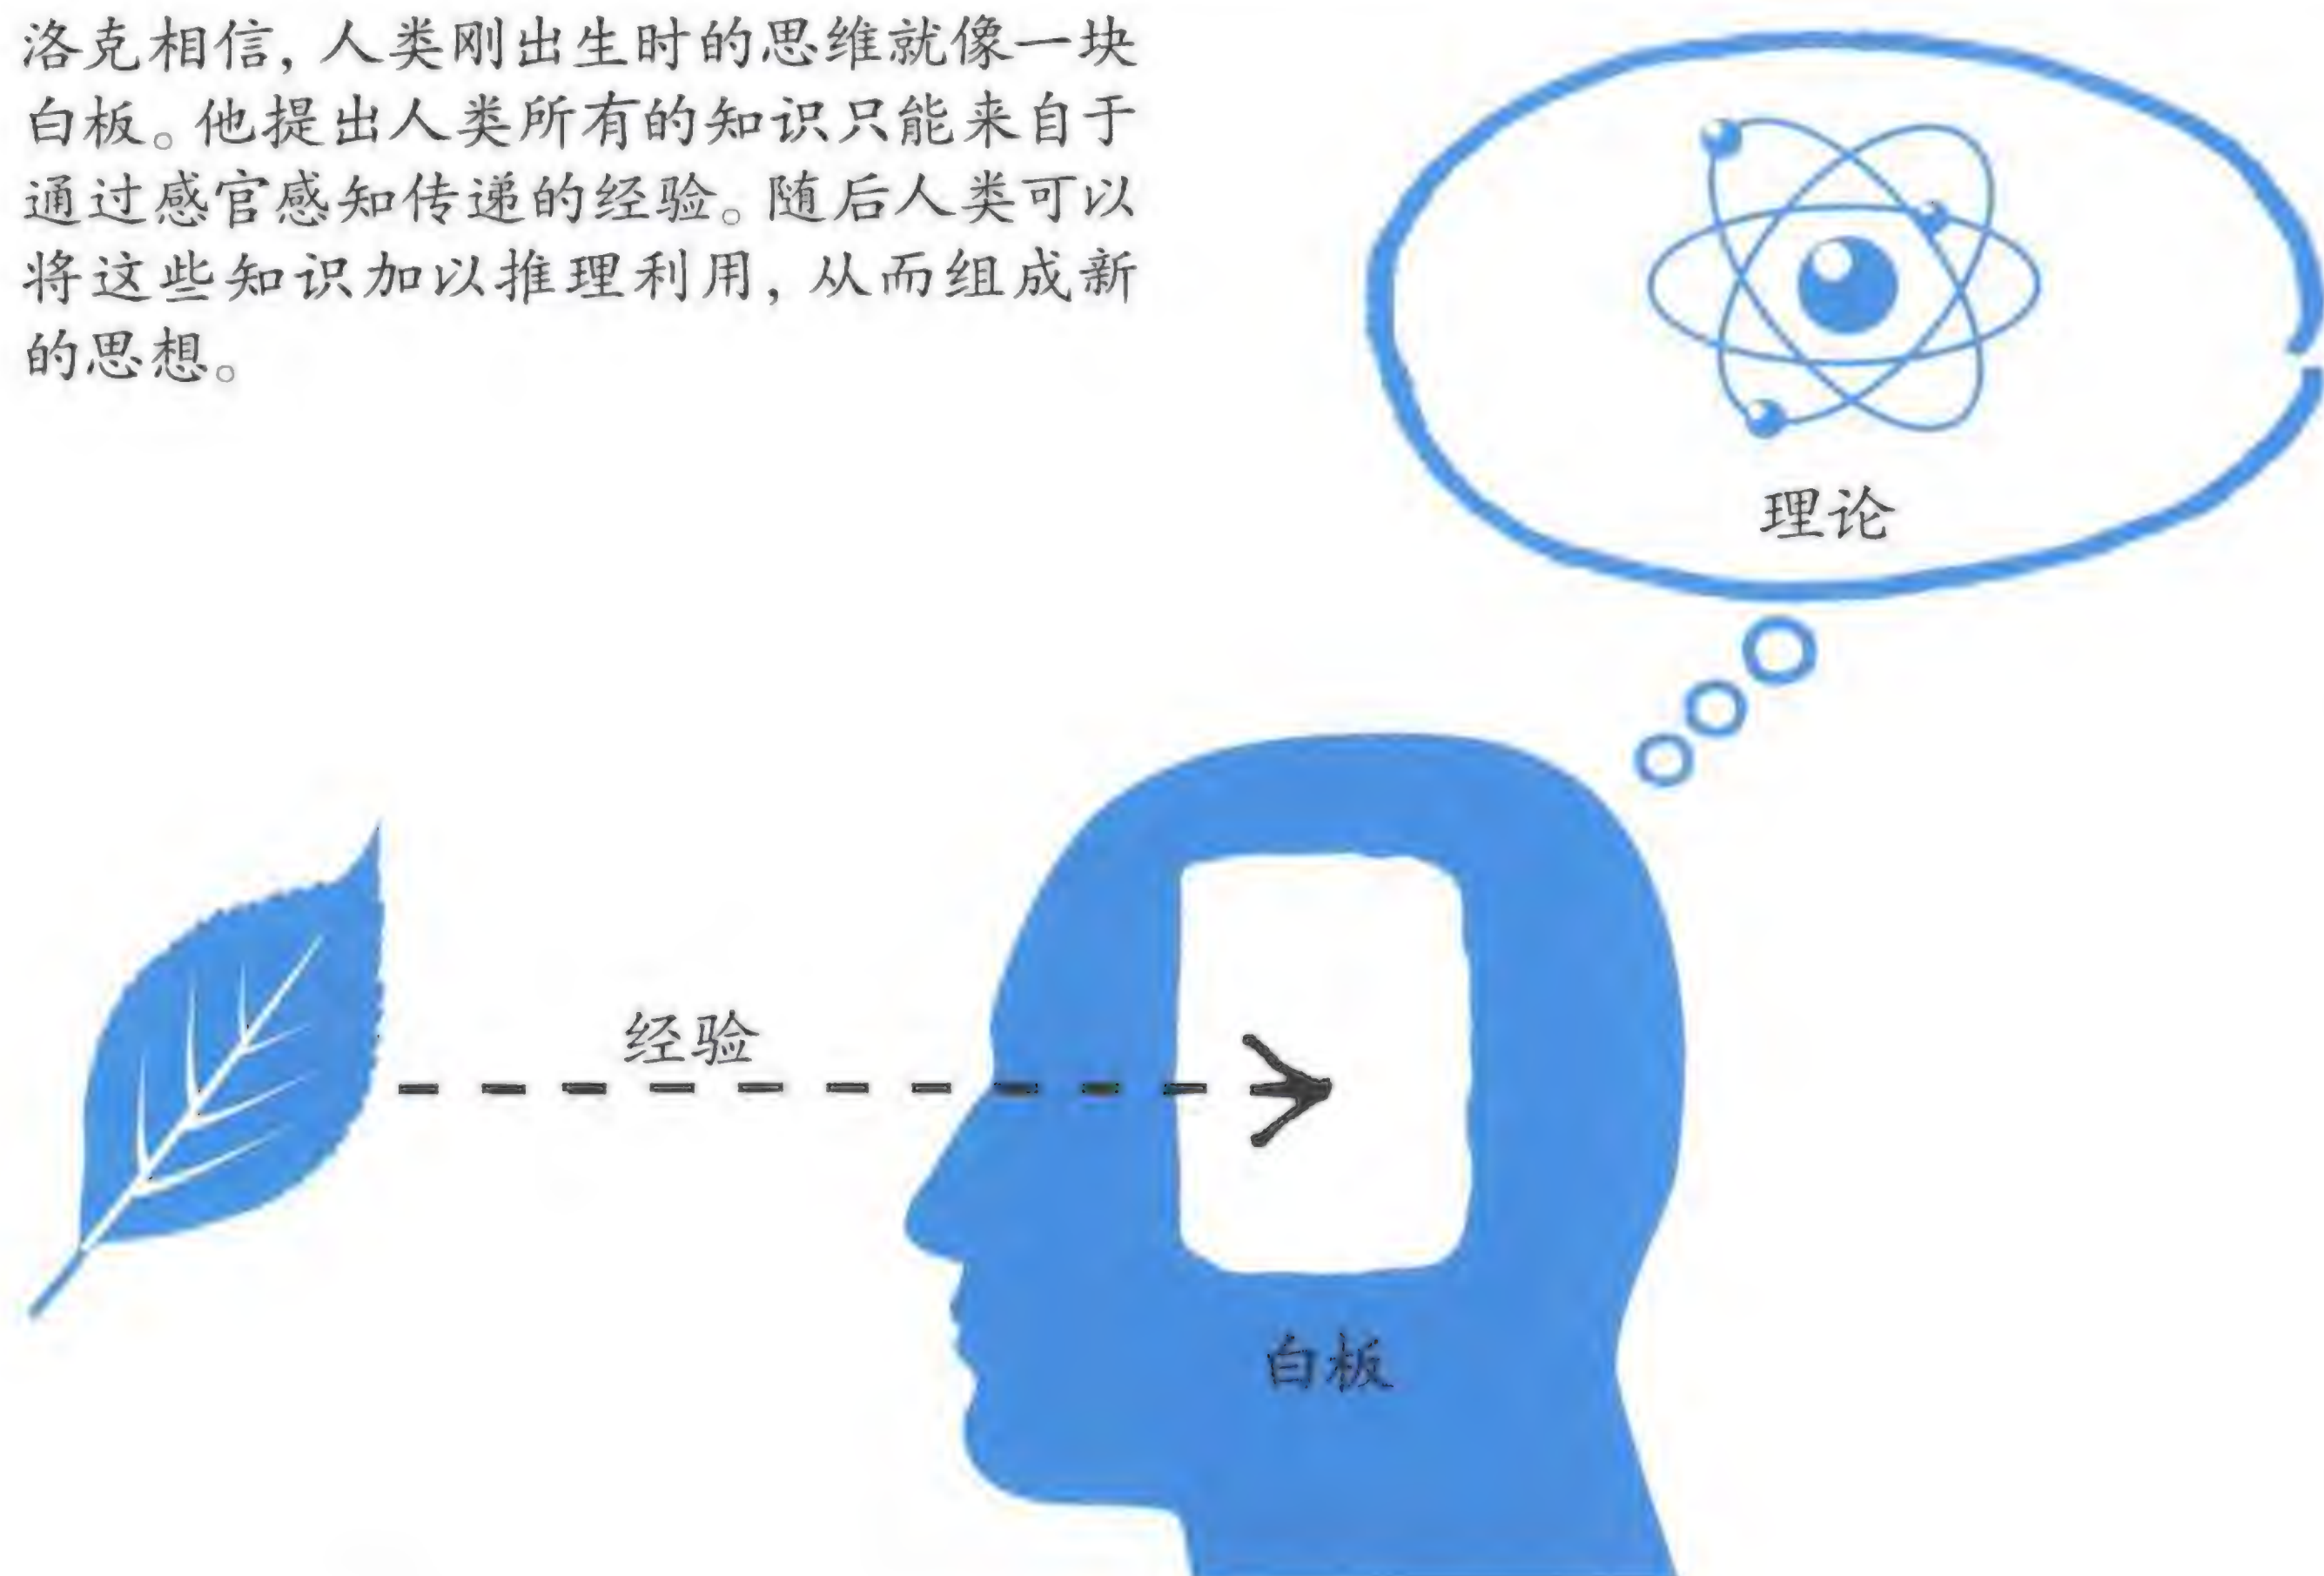 洛克相信，人类刚出生时的思维就像一块
白板。他提出人类所有的知识只能来自于
通过感官感知传递的经验。随后人类可以
将这些知识加以推理利用，从而组成新
的思想。
理论
经验
白板